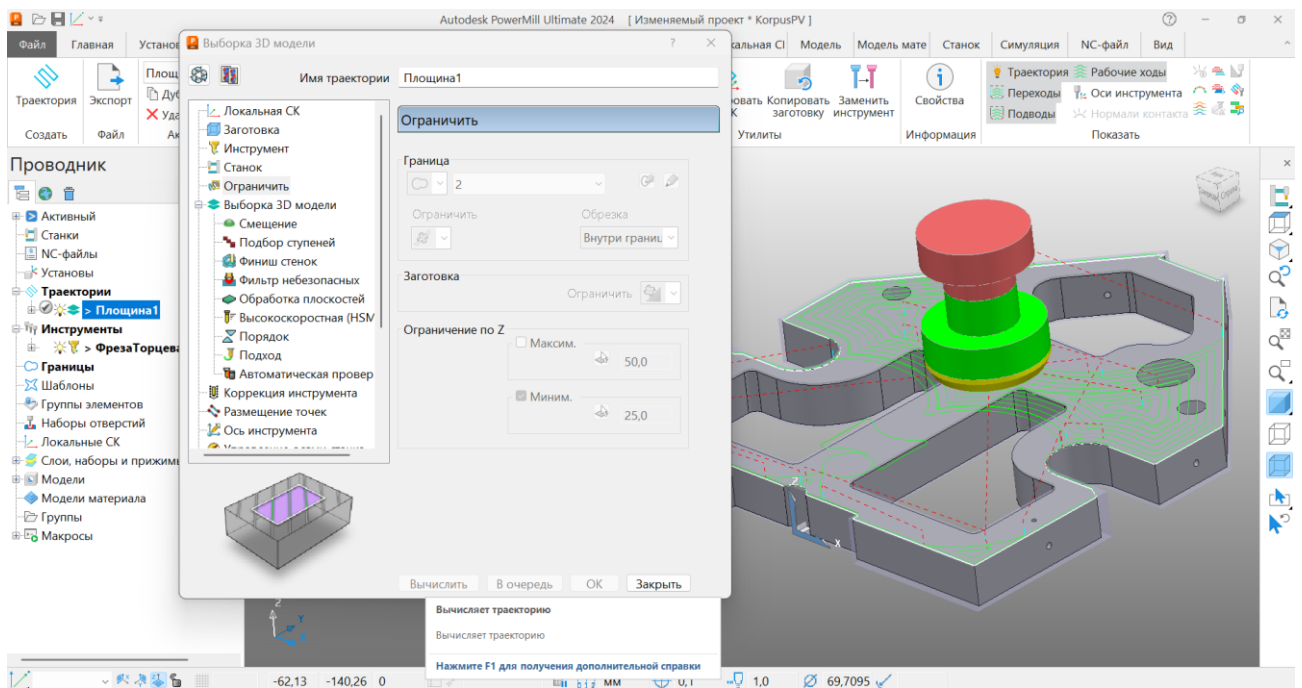 Autodesk PowerMill Ultimate 2024 [ Изменяемый проект * KorpusPV ]
Файл Главная Установ Модель Модель мате Станок Симуляция NC-файл Вид
Выборка 3D модели
Траектория
Экспорт
Создать
Файл
Копировать заготовку
Заменить инструмент
Утилиты
Свойства
Информация
Траектория Рабочие ходы
Переходы Оси инструмента
Подводы Нормали контакта
Показать
Имя траектории Площина1
Проводник
Активный
Станки
NC-файлы
Установы
Траектории
> Площина1
Инструменты
> ФрезаТорцева
Границы
Шаблоны
Группы элементов
Наборы отверстий
Локальные СК
Слои, наборы и прижимы
Модели
Модели материала
Группы
Макросы
Локальная СК
Заготовка
Инструмент
Станок
Ограничить
Выборка 3D модели
Смещение
Подбор ступеней
Финиш стенок
Фильтр небезопасных
Обработка плоскостей
Высокоскоростная (HSM
Порядок
Подход
Автоматическая провер
Коррекция инструмента
Размещение точек
Ось инструмента
Ограничить
Граница
2
Ограничить Обрезка
Внутри границ
Заготовка
Ограничить
Ограничение по Z
Максим.
50,0
Миним.
25,0
Вычислить В очередь OK Закрыть
Вычисляет траекторию
Вычисляет траекторию
Нажмите F1 для получения дополнительной справки
Z
X
Z
Y
-62,13 -140,26 0 мм 0,1 1,0 69,7095